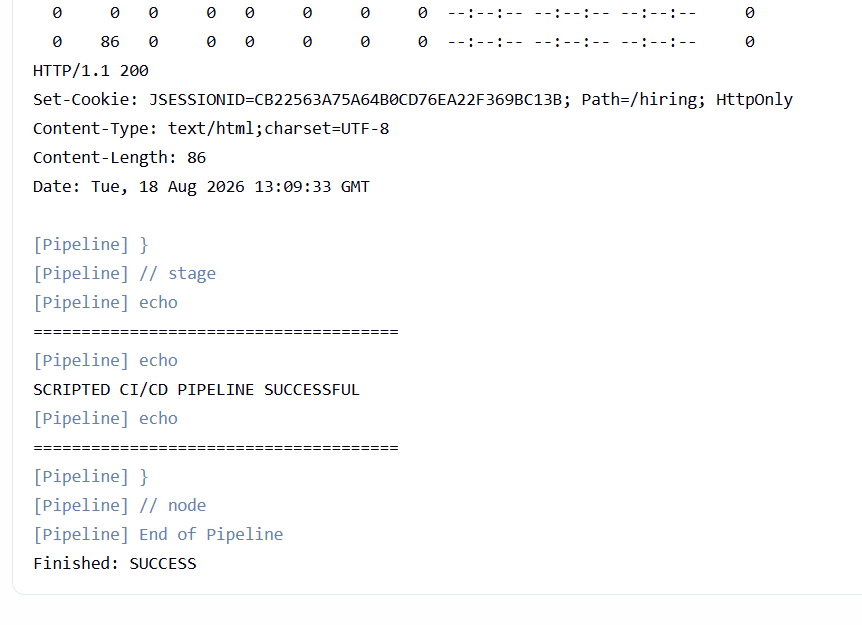 0 0 0 0 0 0 0 0 --:--:-- --:--:-- --:--:-- 0
0 86 0 0 0 0 0 0 --:--:-- --:--:-- --:--:-- 0
HTTP/1.1 200
Set-Cookie: JSESSIONID=CB22563A75A64B0CD76EA22F369BC13B; Path=/hiring; HttpOnly
Content-Type: text/html;charset=UTF-8
Content-Length: 86
Date: Tue, 18 Aug 2026 13:09:33 GMT
[Pipeline] }
[Pipeline] // stage
[Pipeline] echo
======================================
[Pipeline] echo
SCRIPTED CI/CD PIPELINE SUCCESSFUL
[Pipeline] echo
======================================
[Pipeline] }
[Pipeline] // node
[Pipeline] End of Pipeline
Finished: SUCCESS